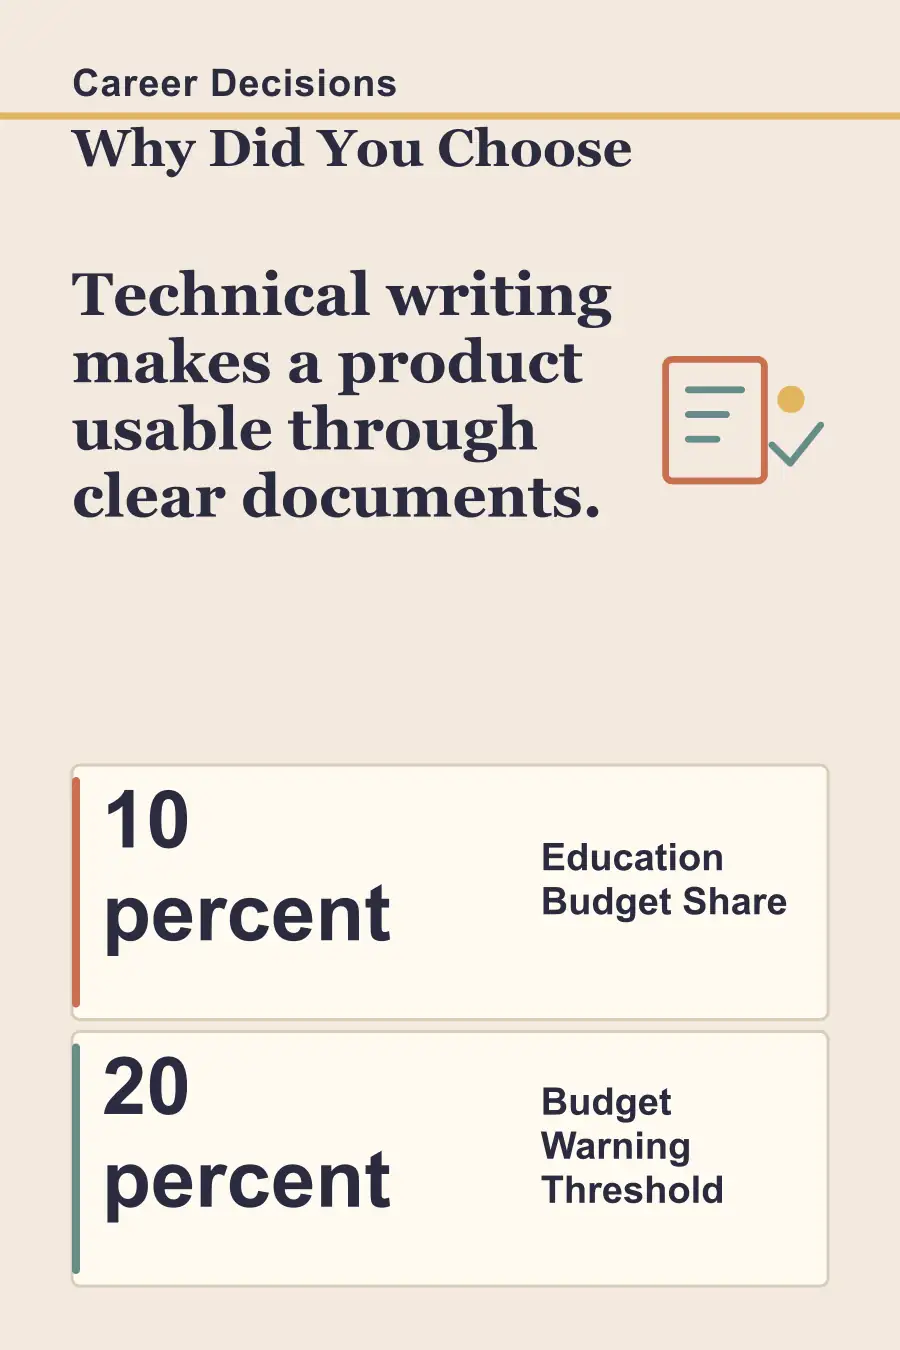 Career Decisions
Why Did You Choose
Technical writing
makes a product
usable through
clear documents.
10
percent
Education
Budget Share
20
percent
Budget
Warning
Threshold